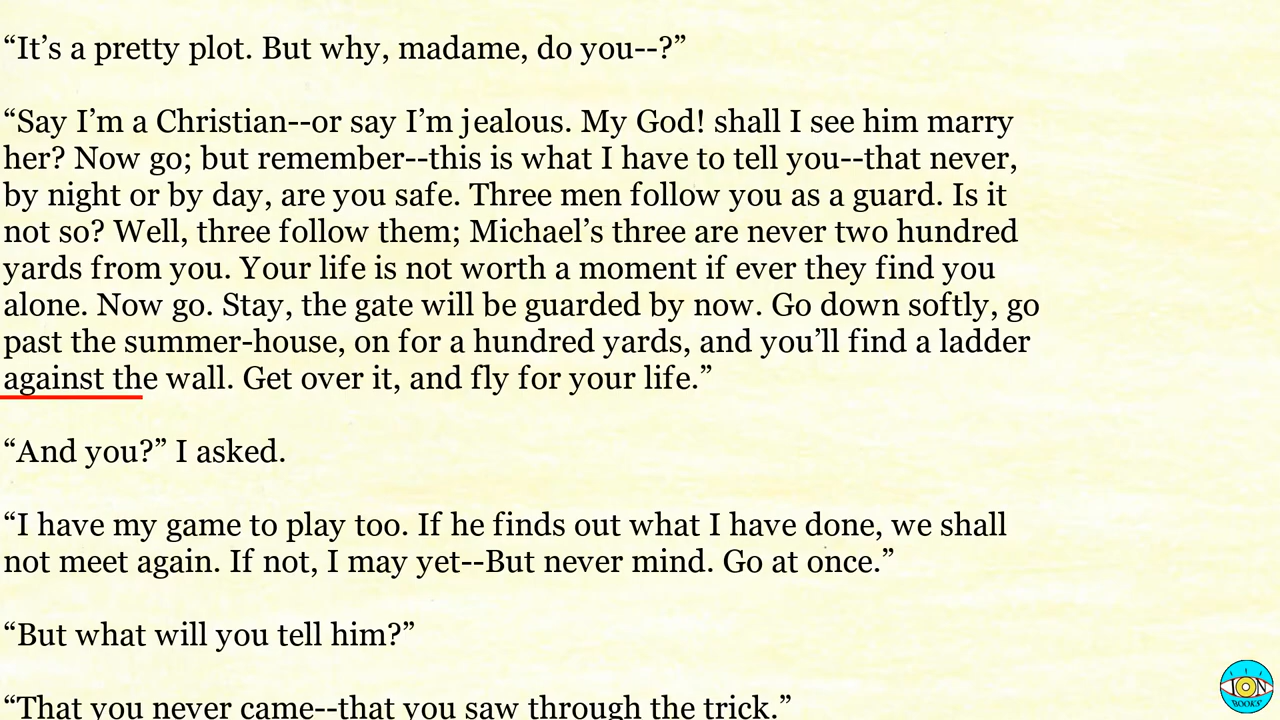 “It’s a pretty plot. But why, madame, do you--?”
“Say I’m a Christian--or say I’m jealous. My God! shall I see him marry
her? Now go; but remember--this is what I have to tell you--that never,
by night or by day, are you safe. Three men follow you as a guard. Is it
not so? Well, three follow them; Michael’s three are never two hundred
yards from you. Your life is not worth a moment if ever they find you
alone. Now go. Stay, the gate will be guarded by now. Go down softly, go
past the summer-house, on for a hundred yards, and you’ll find a ladder
against the wall. Get over it, and fly for your life.”
“And you?” I asked.
“I have my game to play too. If he finds out what I have done, we shall
not meet again. If not, I may yet--But never mind. Go at once.”
“But what will you tell him?”
“That you never came--that you saw through the trick.”
ION
BOOKS